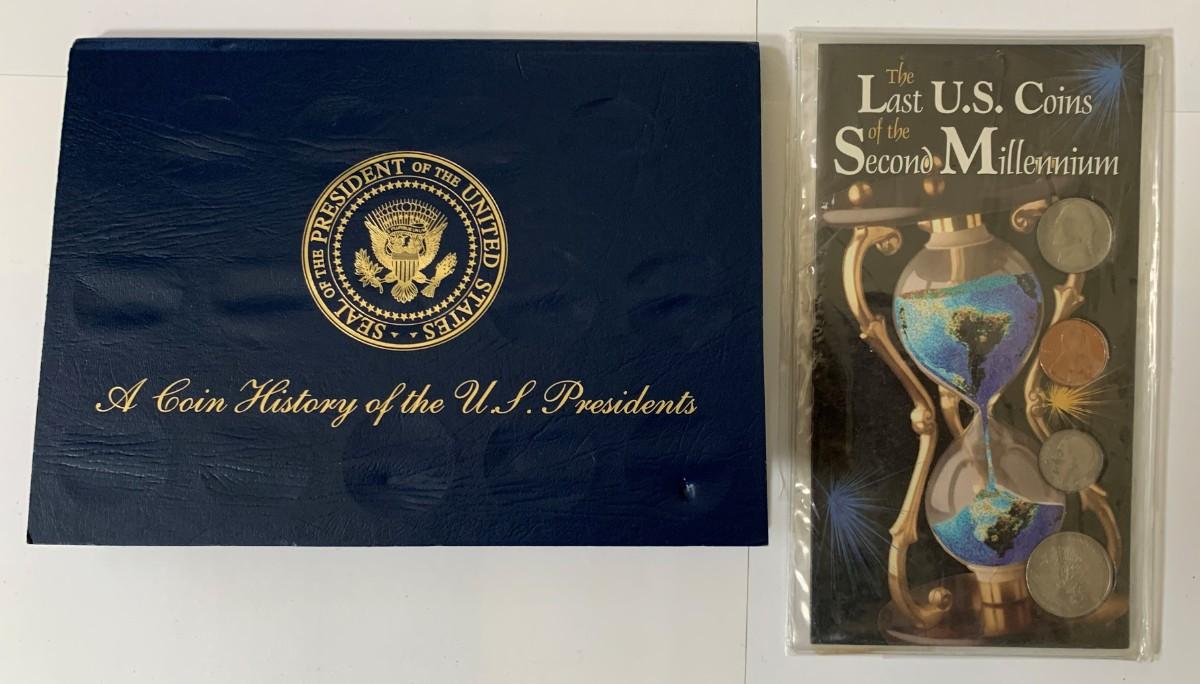 SEAL OF THE PRESIDENT OF THE UNITED STATES
A Coin History of the U.S. Presidents
The
Last U.S. Coins
of the
Second Millennium